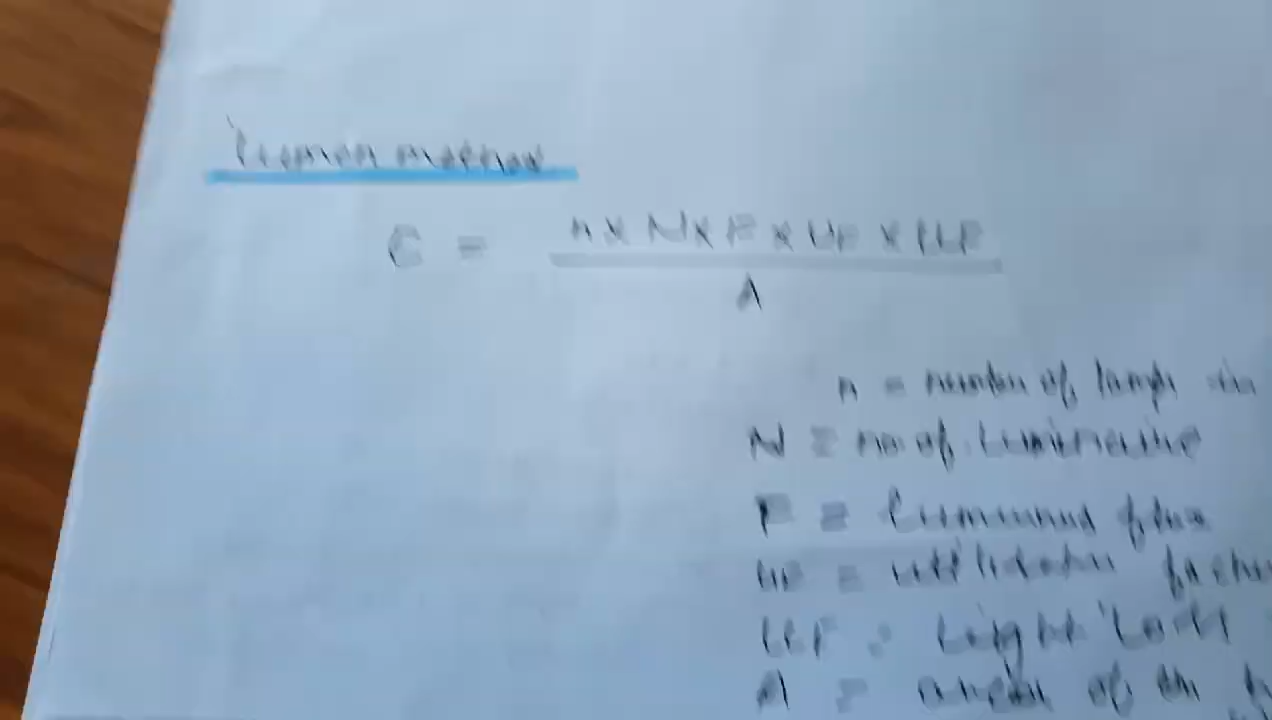 Lumen method
E = n x N x F x UF x LLF
A
n = number of lamps in
N = no of. Luminaire
F = Luminous flux
UF = utilization factor
LLF = Light Loss
A = area of the